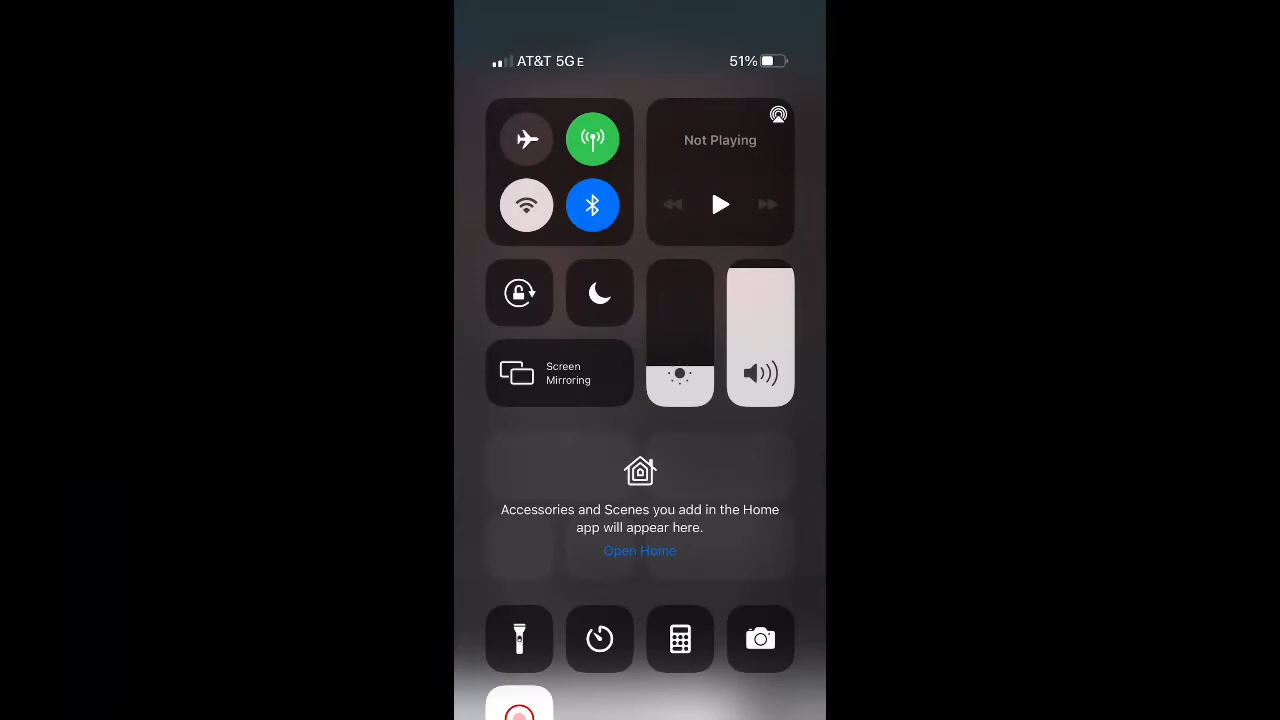 AT&T 5GE
51%
Not Playing
Screen
Mirroring
Accessories and Scenes you add in the Home
app will appear here.
Open Home